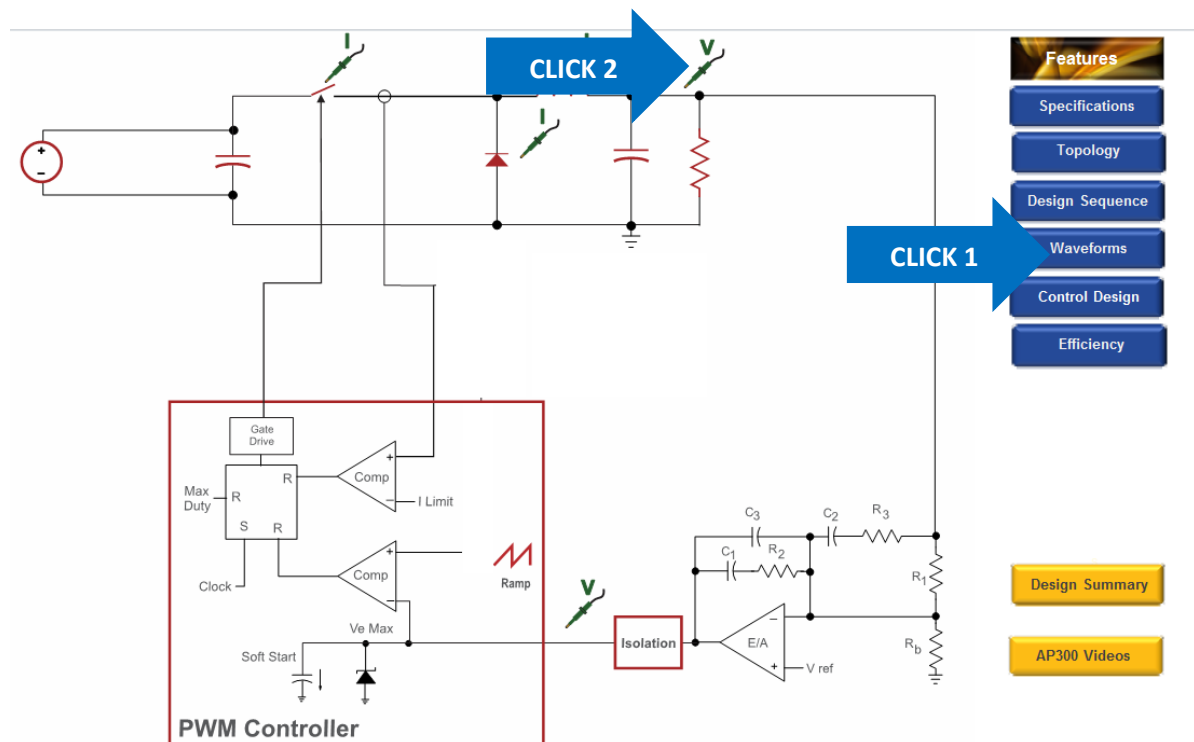 I
CLICK 2
V
Features
Specifications
Topology
Design Sequence
Waveforms
Control Design
Efficiency
I
+
−
CLICK 1
Gate
Drive
R
R
S
R
Max
Duty
Clock
+
Comp
−
I Limit
+
Comp
−
Ramp
Ve Max
Soft Start
PWM Controller
V
Isolation
C3
C2
R3
C1
R2
R1
−
E/A
+
V ref
Rb
Design Summary
AP300 Videos